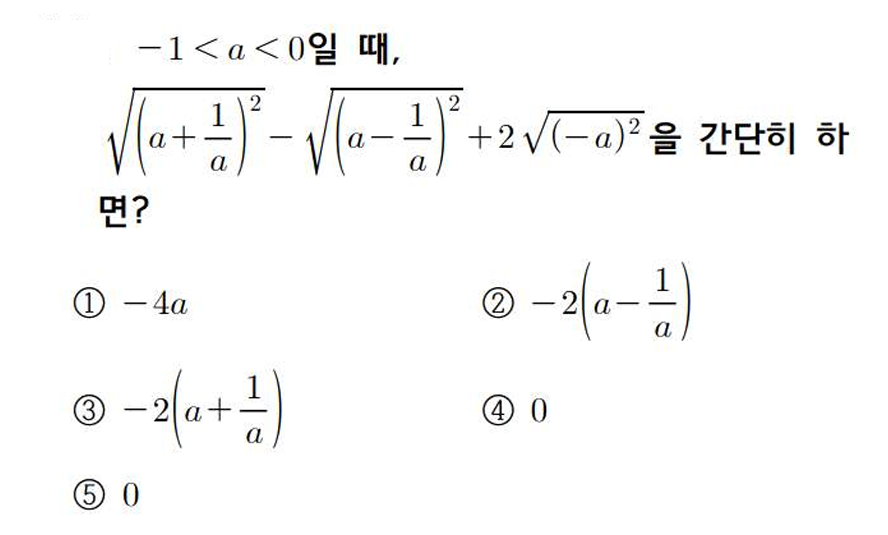 −1 < a < 0일 때,
√((a + 1/a)²) − √((a − 1/a)²) + 2√((−a)²) 을 간단히 하
면?
① −4a ② −2(a − 1/a)
③ −2(a + 1/a) ④ 0
⑤ 0